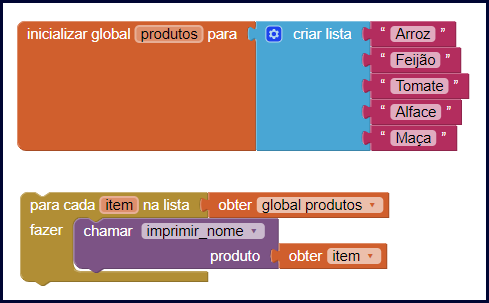 inicializar global produtos para criar lista “ Arroz ”
“ Feijão ”
“ Tomate ”
“ Alface ”
“ Maça ”
para cada item na lista obter global produtos
fazer chamar imprimir_nome
produto obter item